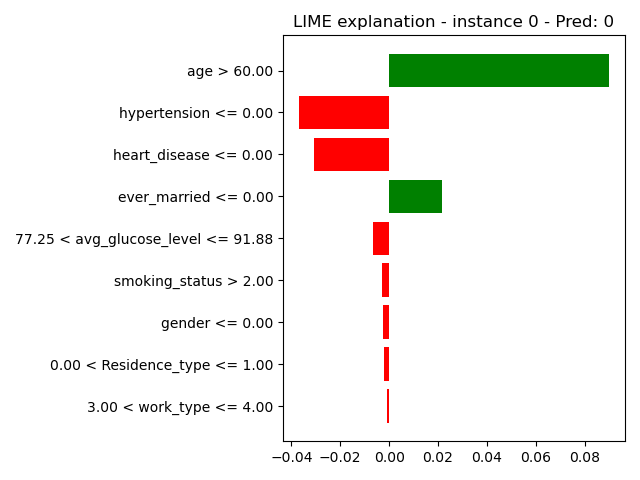 LIME explanation - instance 0 - Pred: 0
age > 60.00
hypertension <= 0.00
heart_disease <= 0.00
ever_married <= 0.00
77.25 < avg_glucose_level <= 91.88
smoking_status > 2.00
gender <= 0.00
0.00 < Residence_type <= 1.00
3.00 < work_type <= 4.00
−0.04 −0.02 0.00 0.02 0.04 0.06 0.08